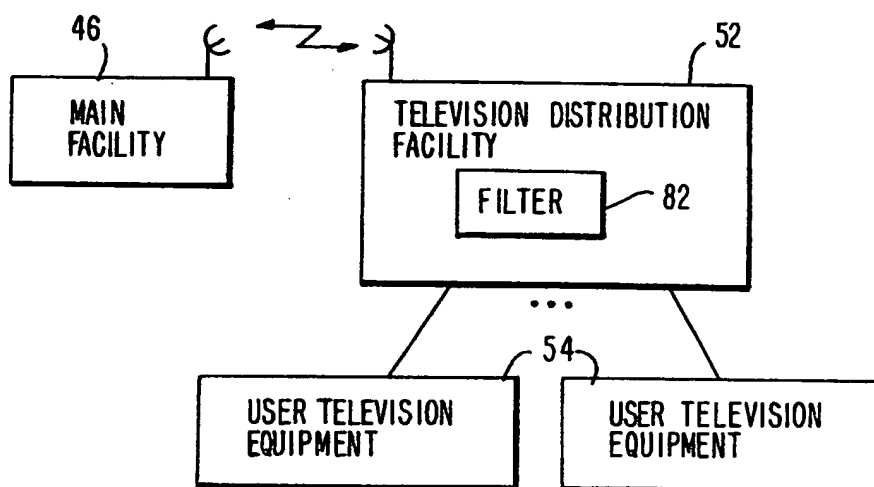 46
52
MAIN
FACILITY
TELEVISION DISTRIBUTION
FACILITY
FILTER
82
...
54
USER TELEVISION
EQUIPMENT
USER TELEVISION
EQUIPMENT